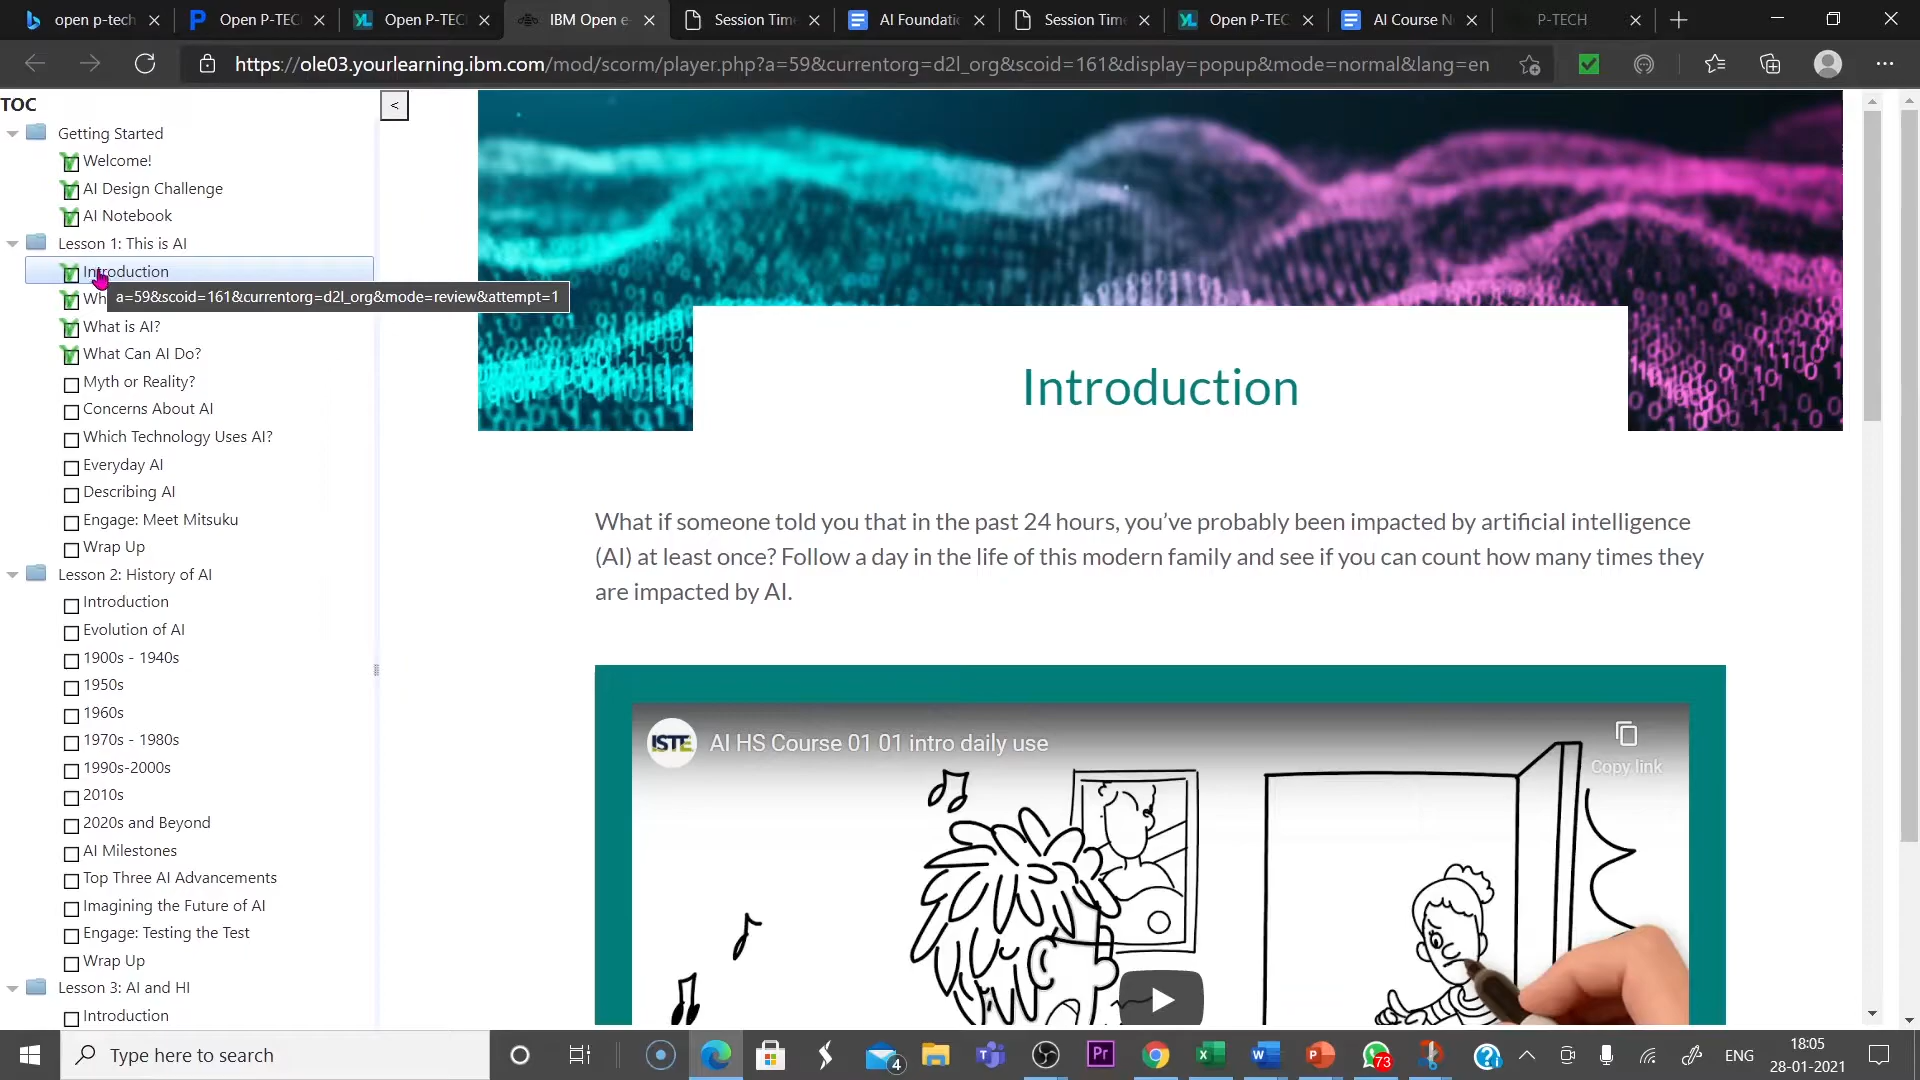 open p-tech
Open P-TEC
Open P-TEC
IBM Open e-
Session Time
AI Foundatio
Session Time
Open P-TEC
AI Course N
P-TECH
https://ole03.yourlearning.ibm.com/mod/scorm/player.php?a=59&currentorg=d2l_org&scoid=161&display=popup&mode=normal&lang=en
TOC
<
Getting Started
Welcome!
AI Design Challenge
AI Notebook
Lesson 1: This is AI
Introduction
Wh
a=59&scoid=161&currentorg=d2l_org&mode=review&attempt=1
What is AI?
What Can AI Do?
Myth or Reality?
Concerns About AI
Which Technology Uses AI?
Everyday AI
Describing AI
Engage: Meet Mitsuku
Wrap Up
Lesson 2: History of AI
Introduction
Evolution of AI
1900s - 1940s
1950s
1960s
1970s - 1980s
1990s-2000s
2010s
2020s and Beyond
AI Milestones
Top Three AI Advancements
Imagining the Future of AI
Engage: Testing the Test
Wrap Up
Lesson 3: AI and HI
Introduction
Introduction
What if someone told you that in the past 24 hours, you’ve probably been impacted by artificial intelligence
(AI) at least once? Follow a day in the life of this modern family and see if you can count how many times they
are impacted by AI.
ISTE
AI HS Course 01 01 intro daily use
Copy link
Type here to search
4
Pr
73
ENG
18:05
28-01-2021